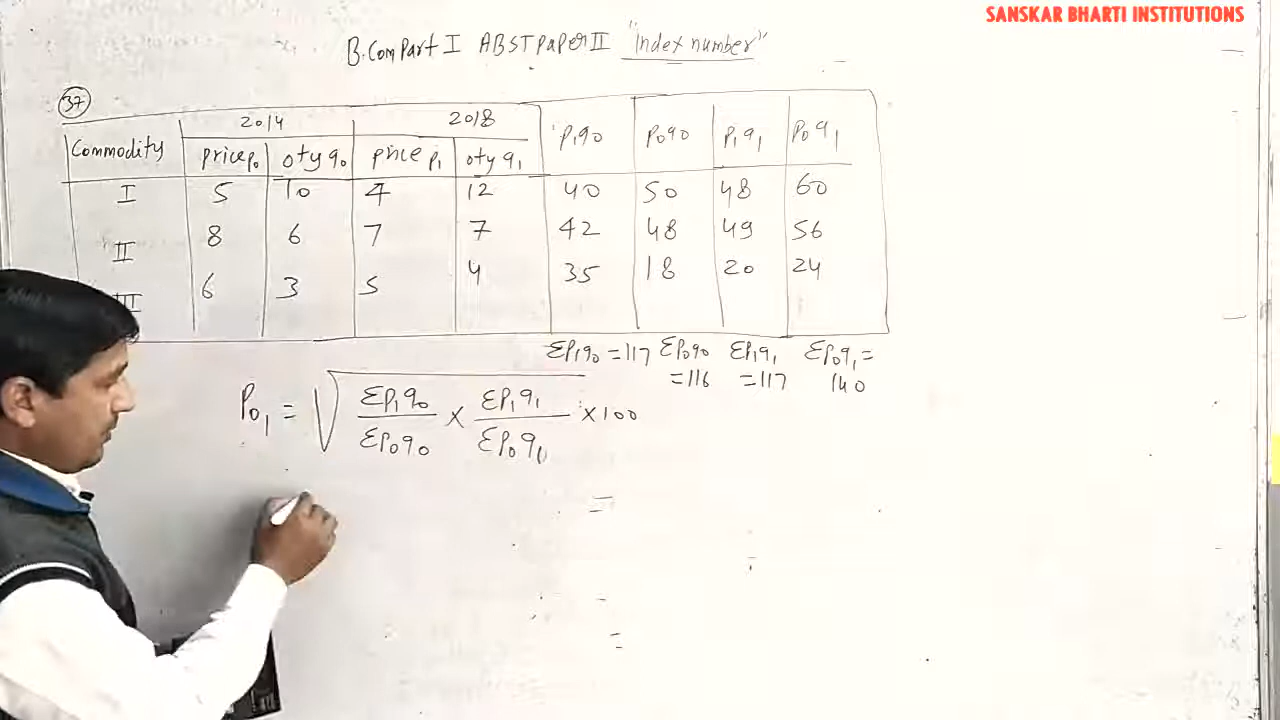 SANSKAR BHARTI INSTITUTIONS
B.Com Part I ABST Paper II "Index number"
37
Commodity 2014 2018 P1q0 P0q0 P1q1 P0q1
price p0 qty q0 price p1 qty q1
I 5 10 4 12 40 50 48 60
II 8 6 7 7 42 48 49 56
III 6 3 5 4 35 18 20 24
ΣP1q0 = 117 ΣP0q0 = 116 ΣP1q1 = 117 ΣP0q1 = 140
P01 = √ ΣP1q0 / ΣP0q0 × ΣP1q1 / ΣP0q1 × 100
=
=